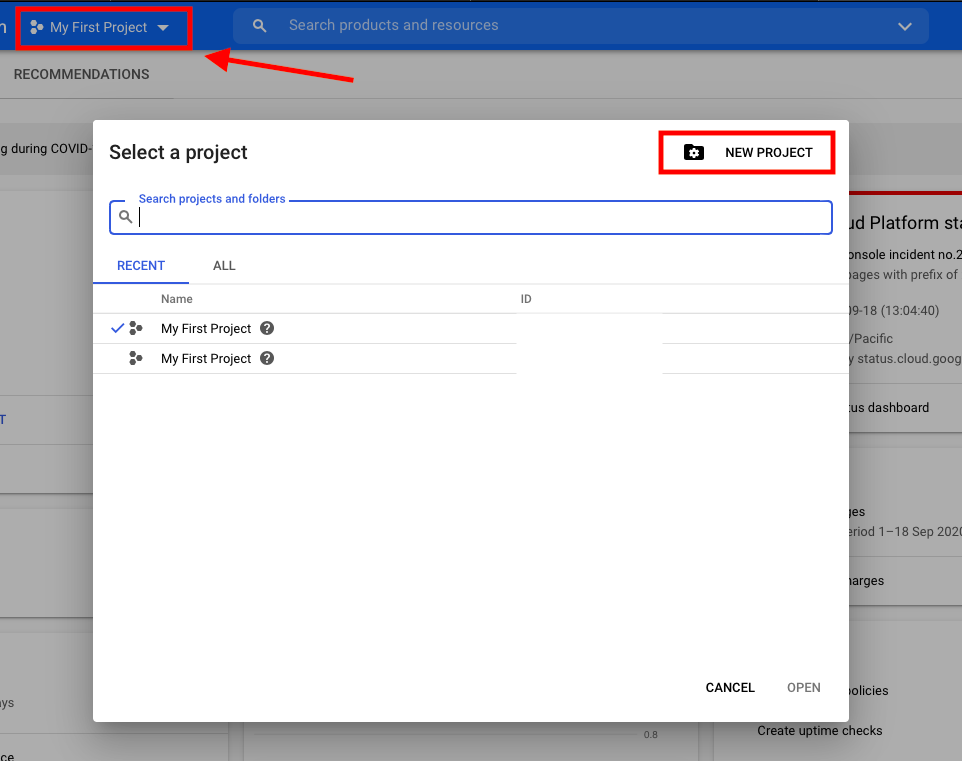 My First Project
Search products and resources
RECOMMENDATIONS
g during COVID-
Select a project
NEW PROJECT
Search projects and folders
RECENT
ALL
Name
ID
My First Project
My First Project
CANCEL
OPEN
ud Platform sta
onsole incident no.2
pages with prefix of
09-18 (13:04:40)
/Pacific
y status.cloud.goog
tus dashboard
T
ges
eriod 1–18 Sep 2020
harges
policies
Create uptime checks
ays
ce
0.8